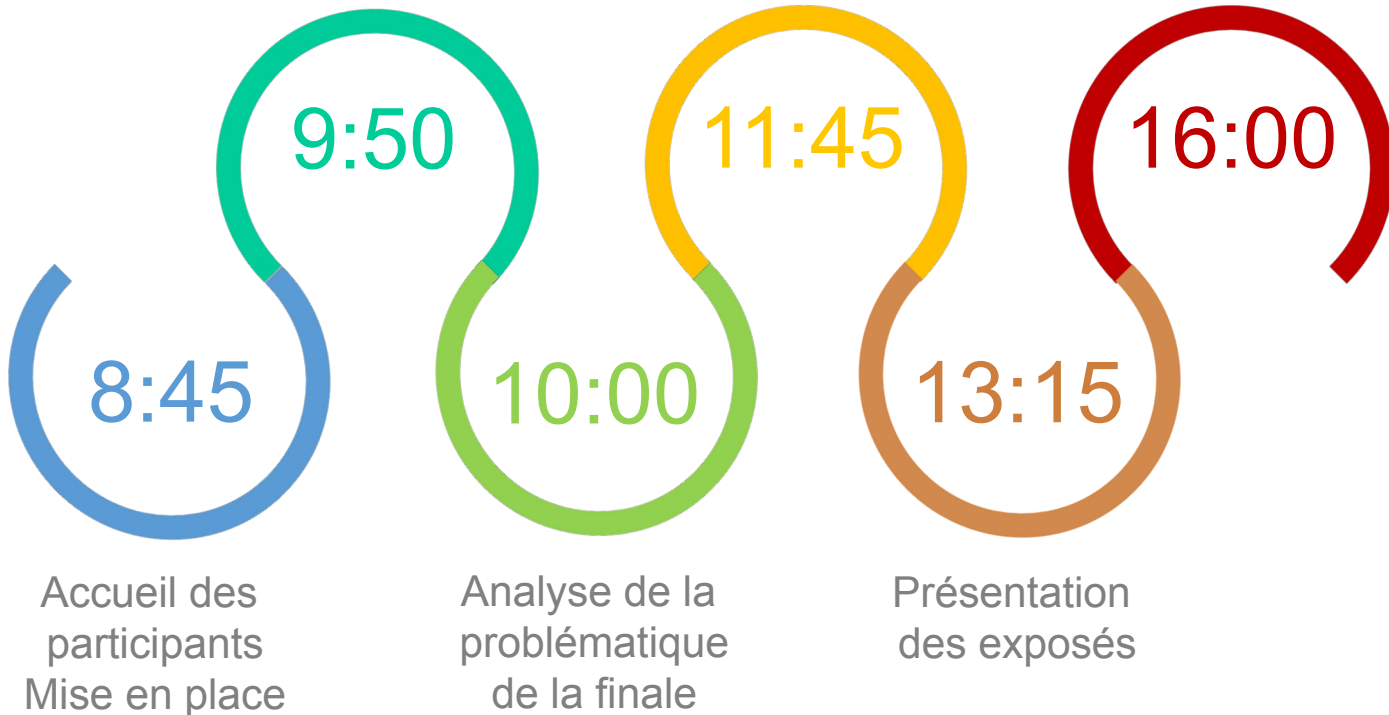 9:50
11:45
16:00
8:45
10:00
13:15
Accueil des
participants
Mise en place
Analyse de la
problématique
de la finale
Présentation
des exposés